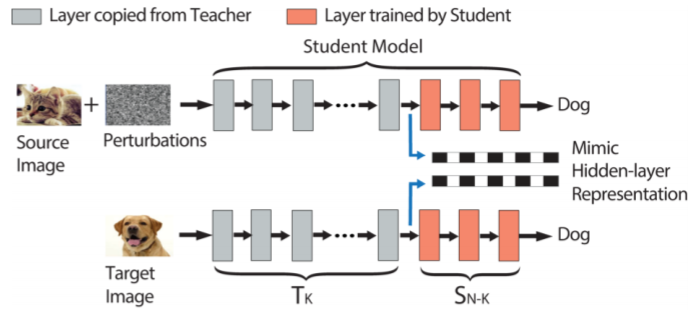 Layer copied from Teacher
Layer trained by Student
Student Model
Source
Image
+
Perturbations
Dog
Mimic
Hidden-layer
Representation
Target
Image
Dog
TK
SN-K